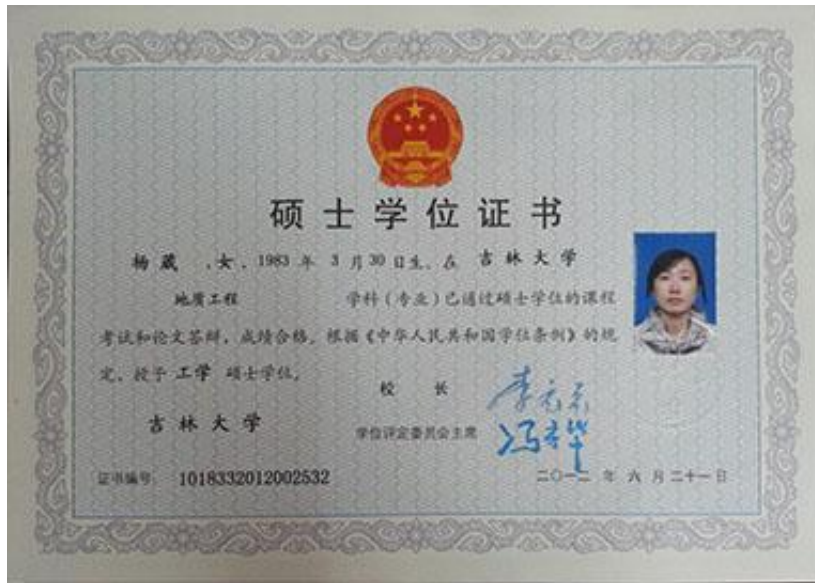 硕士学位证书
杨葳 ,女, 1983 年 3 月 30 日生。在 吉林大学
地质工程 学科(专业)已通过硕士学位的课程
考试和论文答辩,成绩合格。根据《中华人民共和国学位条例》的规
定,授予 工学 硕士学位。
校 长
吉林大学
学位评定委员会主席
证书编号 1018332012002532
二〇一二 年 六 月 二十一 日